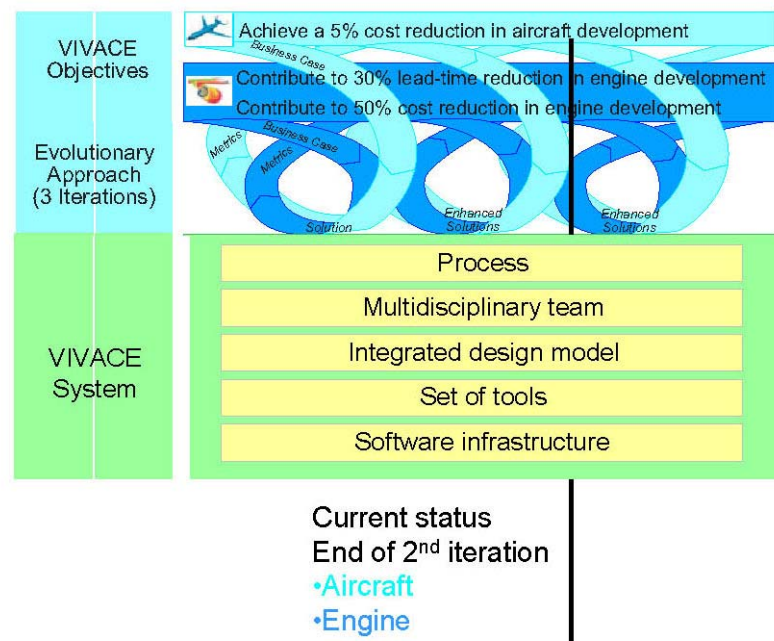 VIVACE
Objectives
Evolutionary
Approach
(3 Iterations)
Achieve a 5% cost reduction in aircraft development
Business Case
Contribute to 30% lead-time reduction in engine development
Contribute to 50% cost reduction in engine development
Business Case
Metrics
Metrics
Solution
Enhanced
Solutions
Enhanced
Solutions
VIVACE
System
Process
Multidisciplinary team
Integrated design model
Set of tools
Software infrastructure
Current status
End of 2nd iteration
•Aircraft
•Engine